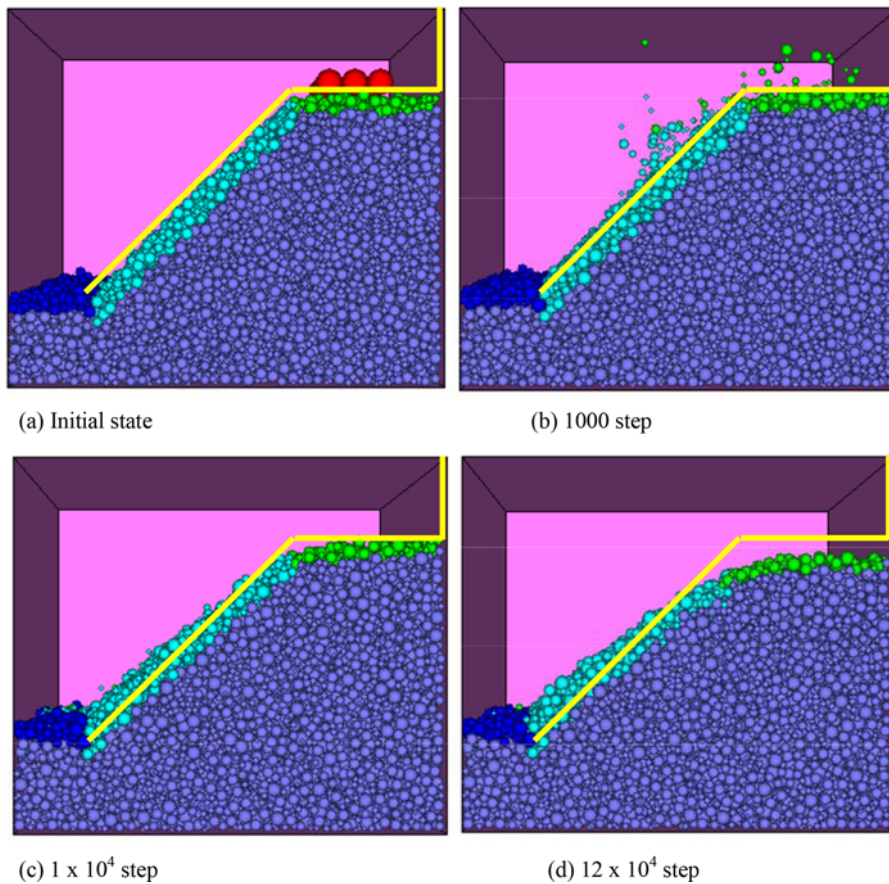 (a) Initial state
(b) 1000 step
(c) 1 x 10⁴ step
(d) 12 x 10⁴ step